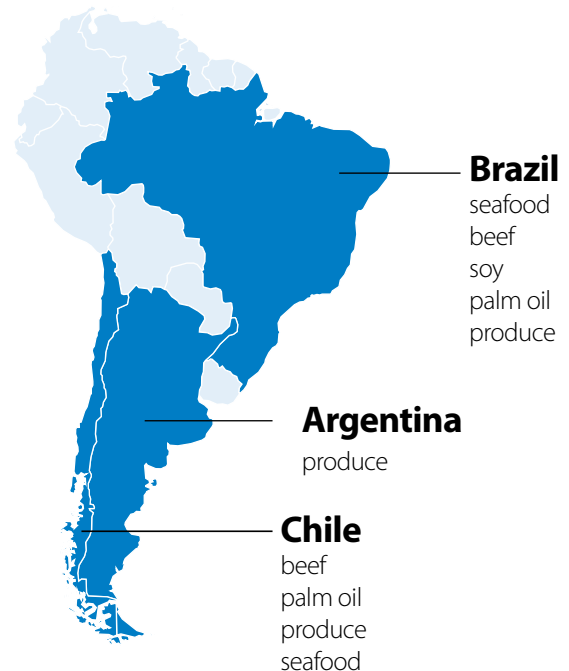 Brazil
seafood
beef
soy
palm oil
produce
Argentina
produce
Chile
beef
palm oil
produce
seafood